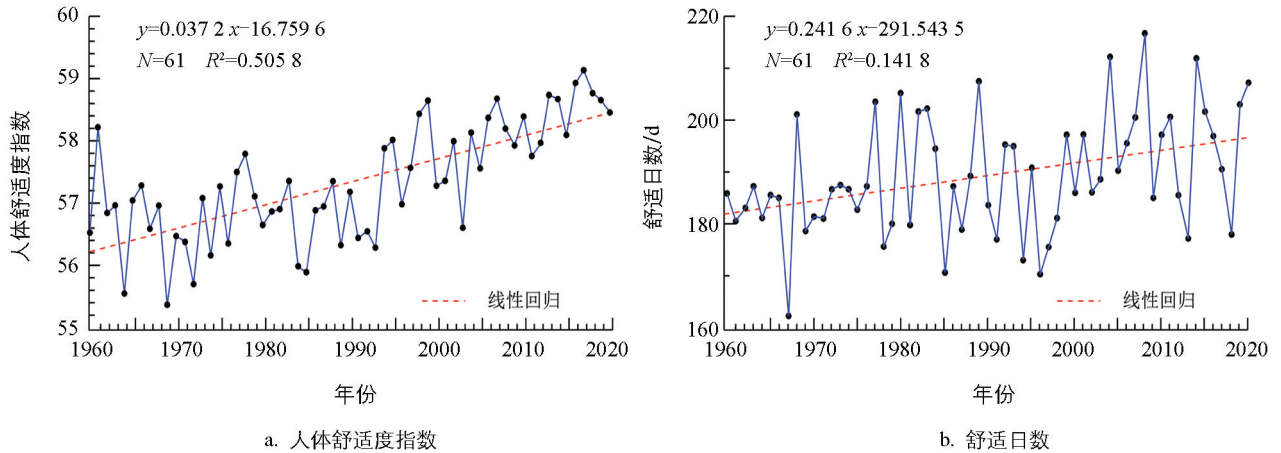 y=0.037 2 x−16.759 6
N=61 R²=0.505 8
人体舒适度指数
60
59
58
57
56
55
线性回归
1960 1970 1980 1990 2000 2010 2020
年份
a. 人体舒适度指数
y=0.241 6 x−291.543 5
N=61 R²=0.141 8
舒适日数/d
220
200
180
160
线性回归
1960 1970 1980 1990 2000 2010 2020
年份
b. 舒适日数